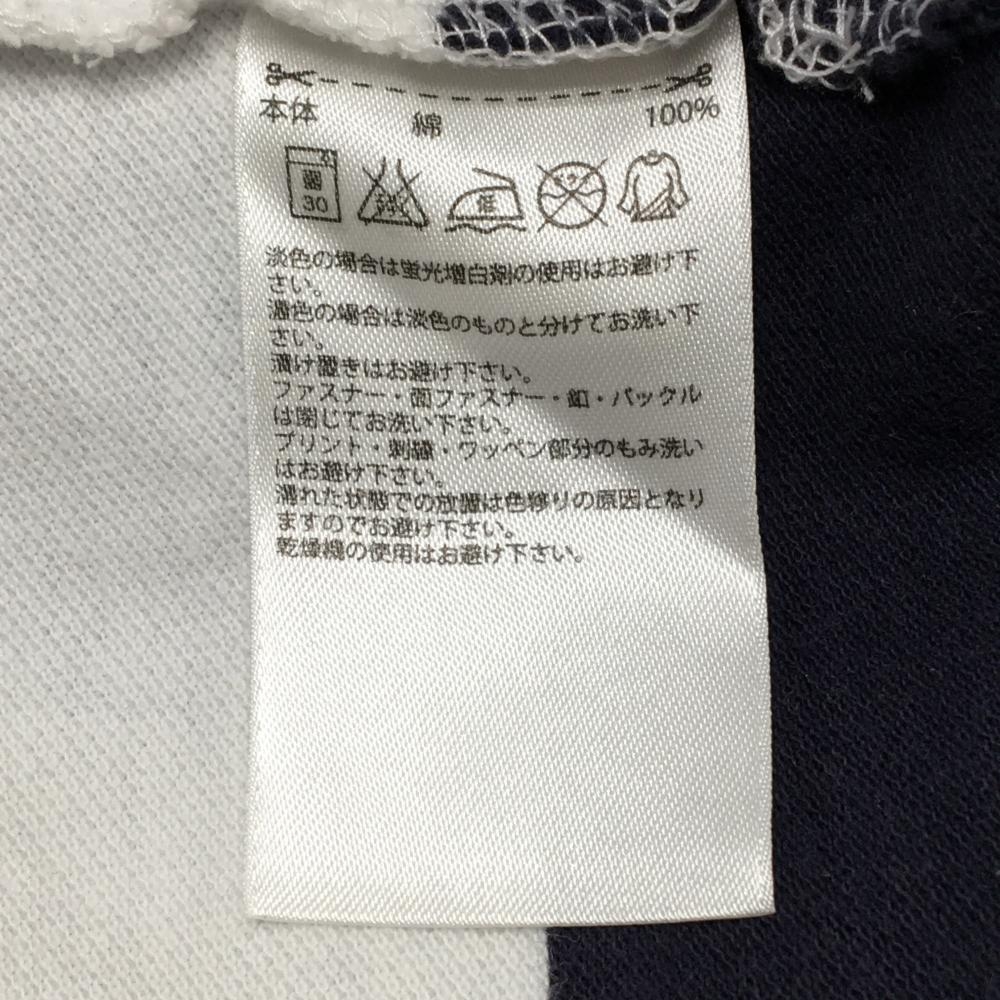 本体 綿 100%
30 低
淡色の場合は蛍光増白剤の使用はお避け下
さい。
濃色の場合は淡色のものと分けてお洗い下
さい。
漬け置きはお避け下さい。
ファスナー・面ファスナー・釦・バックル
は閉じてお洗い下さい。
プリント・刺繍・ワッペン部分のもみ洗い
はお避け下さい。
濡れた状態での放置は色移りの原因となり
ますのでお避け下さい。
乾燥機の使用はお避け下さい。